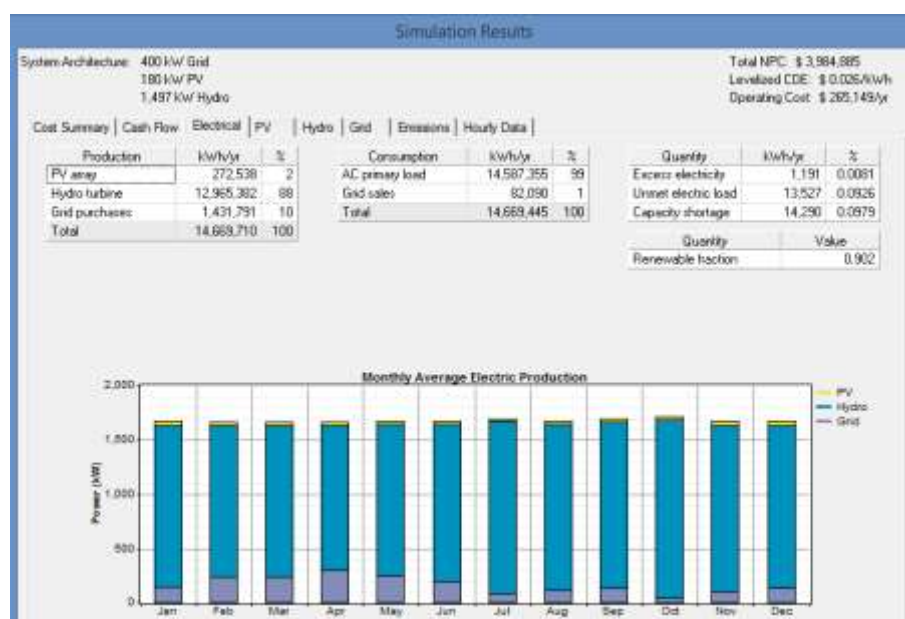 Simulation Results
System Architecture: 400 kW Grid
180 kW PV
1,497 kW Hydro
Total NPC: $ 3,984,885
Levelized COE: $ 0.026/kWh
Operating Cost: $ 265,149/yr
Cost Summary Cash Flow Electrical PV Hydro Grid Emissions Hourly Data
Production kWh/yr %
PV array 272,538 2
Hydro turbine 12,965,382 88
Grid purchases 1,431,791 10
Total 14,669,710 100
Consumption kWh/yr %
AC primary load 14,587,355 99
Grid sales 82,090 1
Total 14,669,445 100
Quantity kWh/yr %
Excess electricity 1,191 0.0081
Unmet electric load 13,527 0.0926
Capacity shortage 14,290 0.0979
Quantity Value
Renewable fraction 0.902
Monthly Average Electric Production
2,000
1,500
1,000
500
0
Power (kW)
Jan Feb Mar Apr May Jun Jul Aug Sep Oct Nov Dec
PV
Hydro
Grid